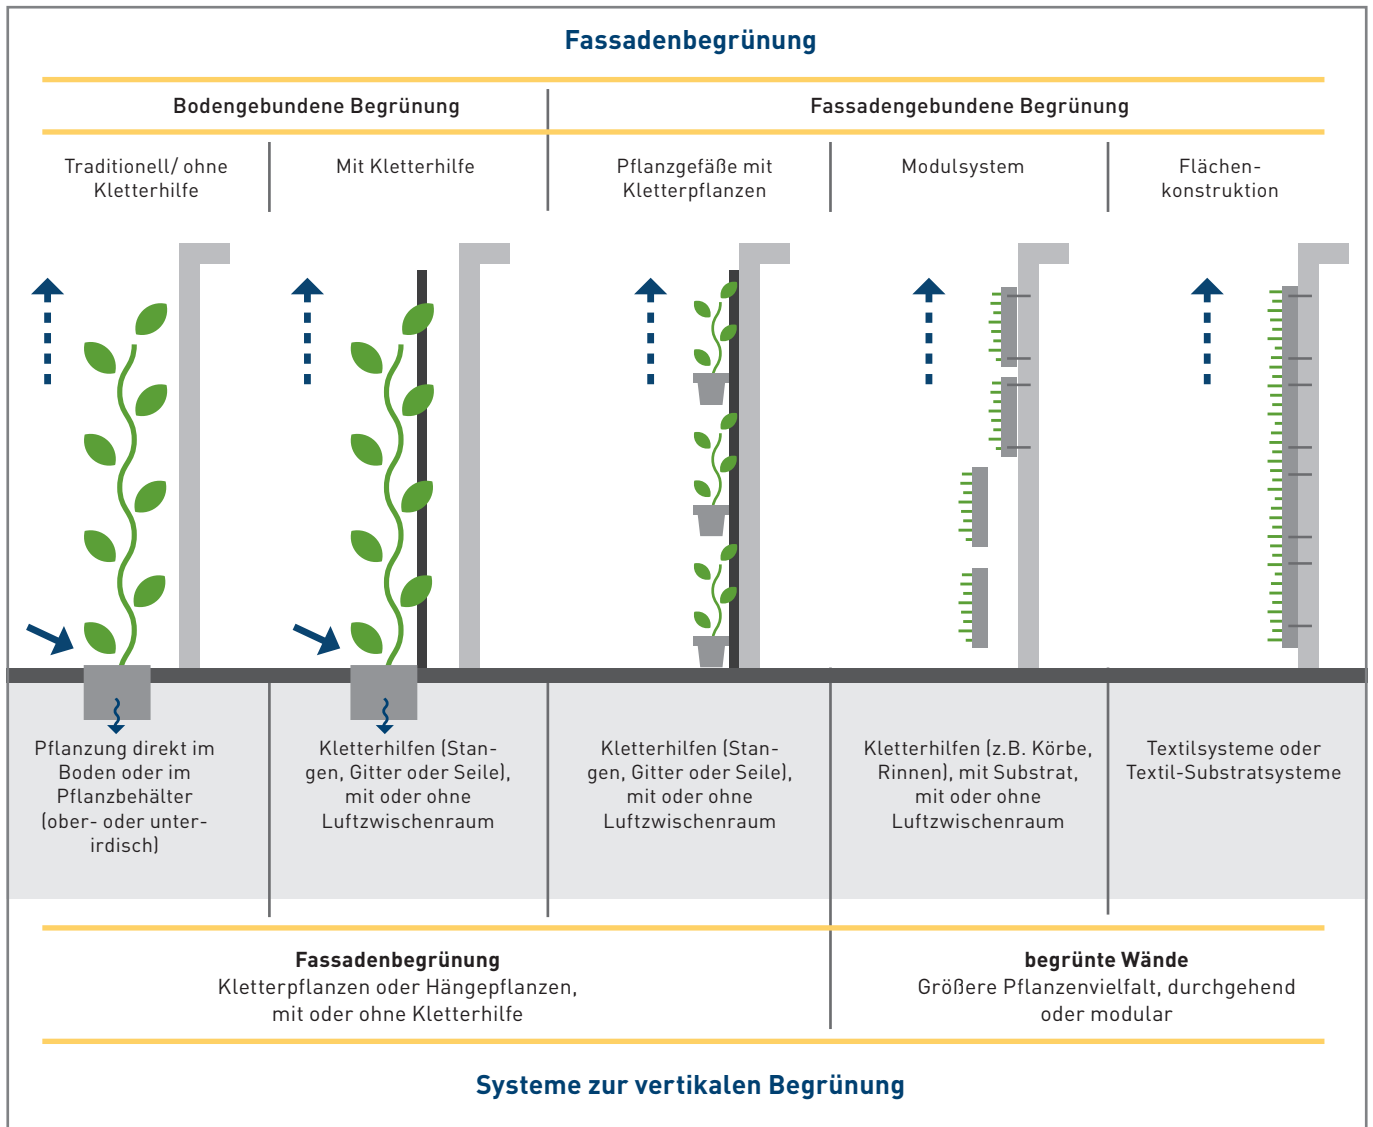 Fassadenbegrünung
Bodengebundene Begrünung
Fassadengebundene Begrünung
Traditionell/ ohne
Kletterhilfe
Mit Kletterhilfe
Pflanzgefäße mit
Kletterpflanzen
Modulsystem
Flächen-
konstruktion
Pflanzung direkt im
Boden oder im
Pflanzbehälter
(ober- oder unter-
irdisch)
Kletterhilfen (Stan-
gen, Gitter oder Seile),
mit oder ohne
Luftzwischenraum
Kletterhilfen (Stan-
gen, Gitter oder Seile),
mit oder ohne
Luftzwischenraum
Kletterhilfen (z.B. Körbe,
Rinnen), mit Substrat,
mit oder ohne
Luftzwischenraum
Textilsysteme oder
Textil-Substratsysteme
Fassadenbegrünung
Kletterpflanzen oder Hängepflanzen,
mit oder ohne Kletterhilfe
begrünte Wände
Größere Pflanzenvielfalt, durchgehend
oder modular
Systeme zur vertikalen Begrünung